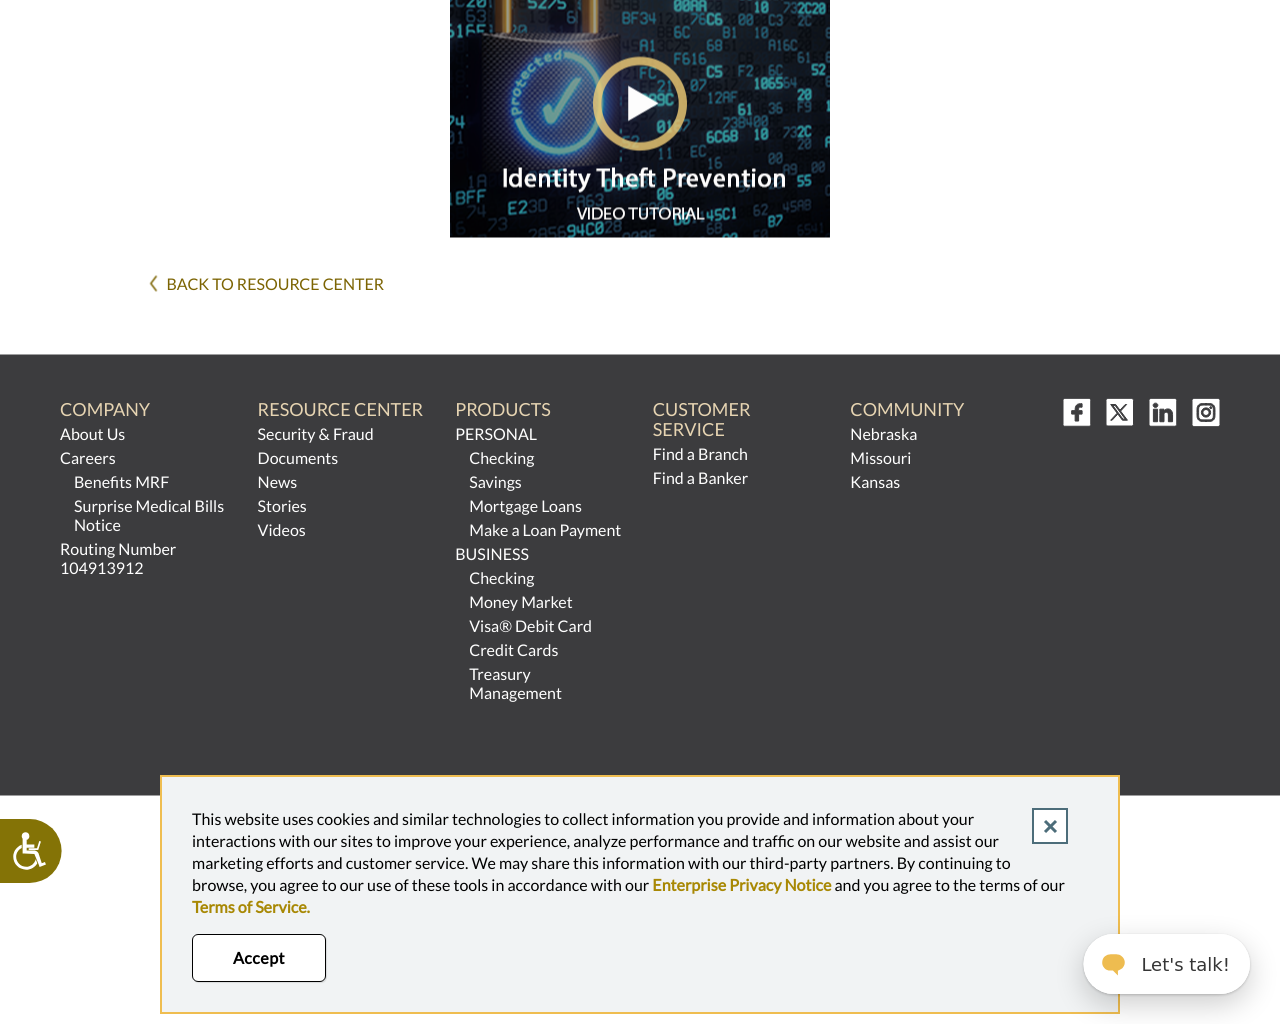 protected
Identity Theft Prevention
VIDEO TUTORIAL
BACK TO RESOURCE CENTER
COMPANY
About Us
Careers
Benefits MRF
Surprise Medical Bills
Notice
Routing Number
104913912
RESOURCE CENTER
Security & Fraud
Documents
News
Stories
Videos
PRODUCTS
PERSONAL
Checking
Savings
Mortgage Loans
Make a Loan Payment
BUSINESS
Checking
Money Market
Visa® Debit Card
Credit Cards
Treasury
Management
CUSTOMER
SERVICE
Find a Branch
Find a Banker
COMMUNITY
Nebraska
Missouri
Kansas
This website uses cookies and similar technologies to collect information you provide and information about your
interactions with our sites to improve your experience, analyze performance and traffic on our website and assist our
marketing efforts and customer service. We may share this information with our third-party partners. By continuing to
browse, you agree to our use of these tools in accordance with our Enterprise Privacy Notice and you agree to the terms of our
Terms of Service.
Accept
Let's talk!